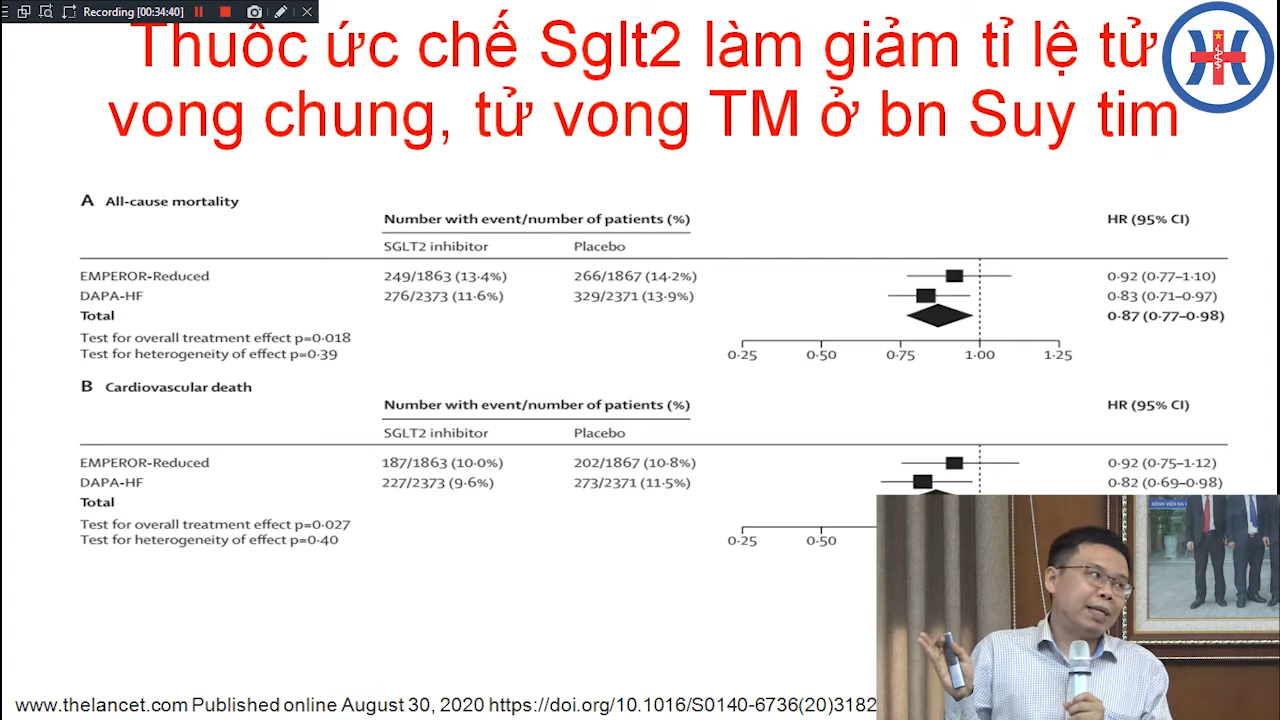 Recording [00:34:40]
Thuốc ức chế Sglt2 làm giảm tỉ lệ tử
vong chung, tử vong TM ở bn Suy tim
A All-cause mortality
Number with event/number of patients (%) HR (95% CI)
SGLT2 inhibitor Placebo
EMPEROR-Reduced 249/1863 (13·4%) 266/1867 (14·2%) 0·92 (0·77–1·10)
DAPA-HF 276/2373 (11·6%) 329/2371 (13·9%) 0·83 (0·71–0·97)
Total 0·87 (0·77–0·98)
Test for overall treatment effect p=0·018
Test for heterogeneity of effect p=0·39
0·25 0·50 0·75 1·00 1·25
B Cardiovascular death
Number with event/number of patients (%) HR (95% CI)
SGLT2 inhibitor Placebo
EMPEROR-Reduced 187/1863 (10·0%) 202/1867 (10·8%) 0·92 (0·75–1·12)
DAPA-HF 227/2373 (9·6%) 273/2371 (11·5%) 0·82 (0·69–0·98)
Total
Test for overall treatment effect p=0·027
Test for heterogeneity of effect p=0·40
0·25 0·50
BỆNH VIỆN ĐA
www.thelancet.com Published online August 30, 2020 https://doi.org/10.1016/S0140-6736(20)3182